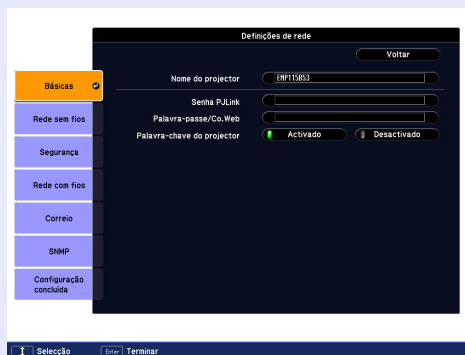 Definições de rede
Voltar
Básicas
Nome do projector EMP115B53
Senha PJLink
Rede sem fios
Palavra-passe/Co.Web
Palavra-chave do projector Activado Desactivado
Segurança
Rede com fios
Correio
SNMP
Configuração
concluída
Selecção Enter Terminar